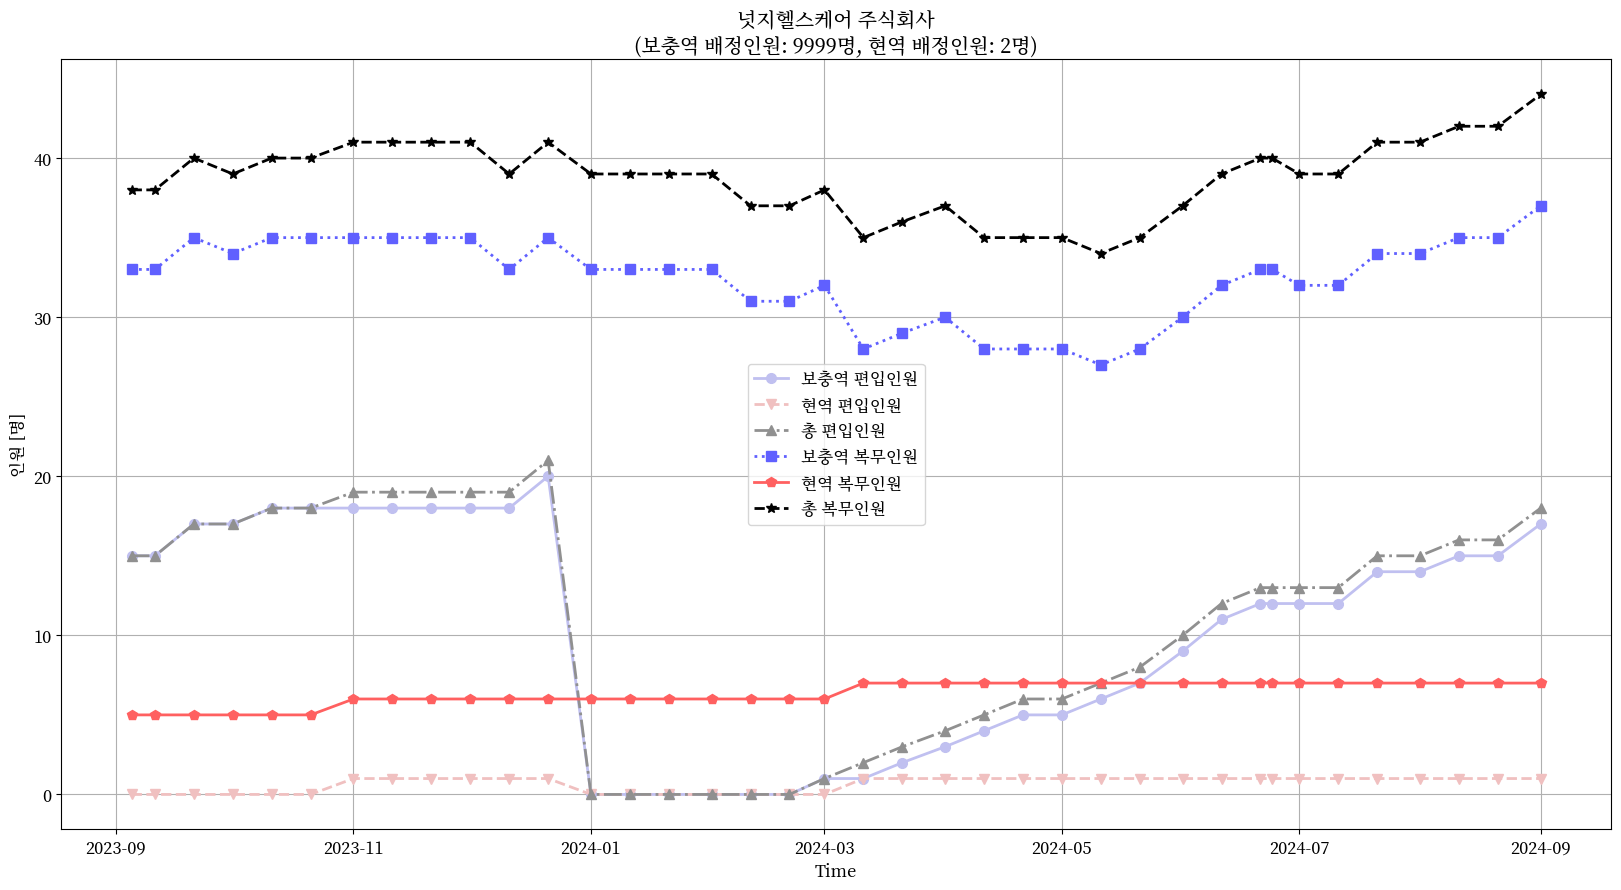 넛지헬스케어 주식회사
(보충역 배정인원: 9999명, 현역 배정인원: 2명)
인원 [명]
40
30
20
10
0
보충역 편입인원
현역 편입인원
총 편입인원
보충역 복무인원
현역 복무인원
총 복무인원
2023-09
2023-11
2024-01
2024-03
2024-05
2024-07
2024-09
Time